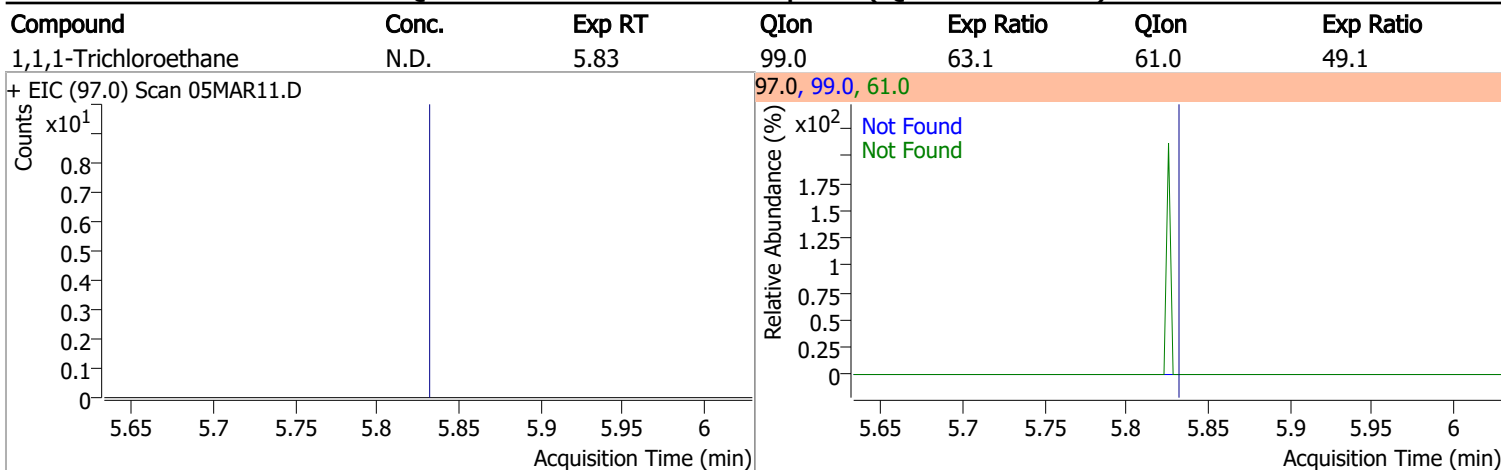 Compound Conc. Exp RT QIon Exp Ratio QIon Exp Ratio
1,1,1-Trichloroethane N.D. 5.83 99.0 63.1 61.0 49.1
+ EIC (97.0) Scan 05MAR11.D
Counts
x10^1
0.8
0.7
0.6
0.5
0.4
0.3
0.2
0.1
0
5.65 5.7 5.75 5.8 5.85 5.9 5.95 6
Acquisition Time (min)
97.0, 99.0, 61.0
Relative Abundance (%)
x10^2
Not Found
Not Found
1.75
1.5
1.25
1
0.75
0.5
0.25
0
5.65 5.7 5.75 5.8 5.85 5.9 5.95 6
Acquisition Time (min)